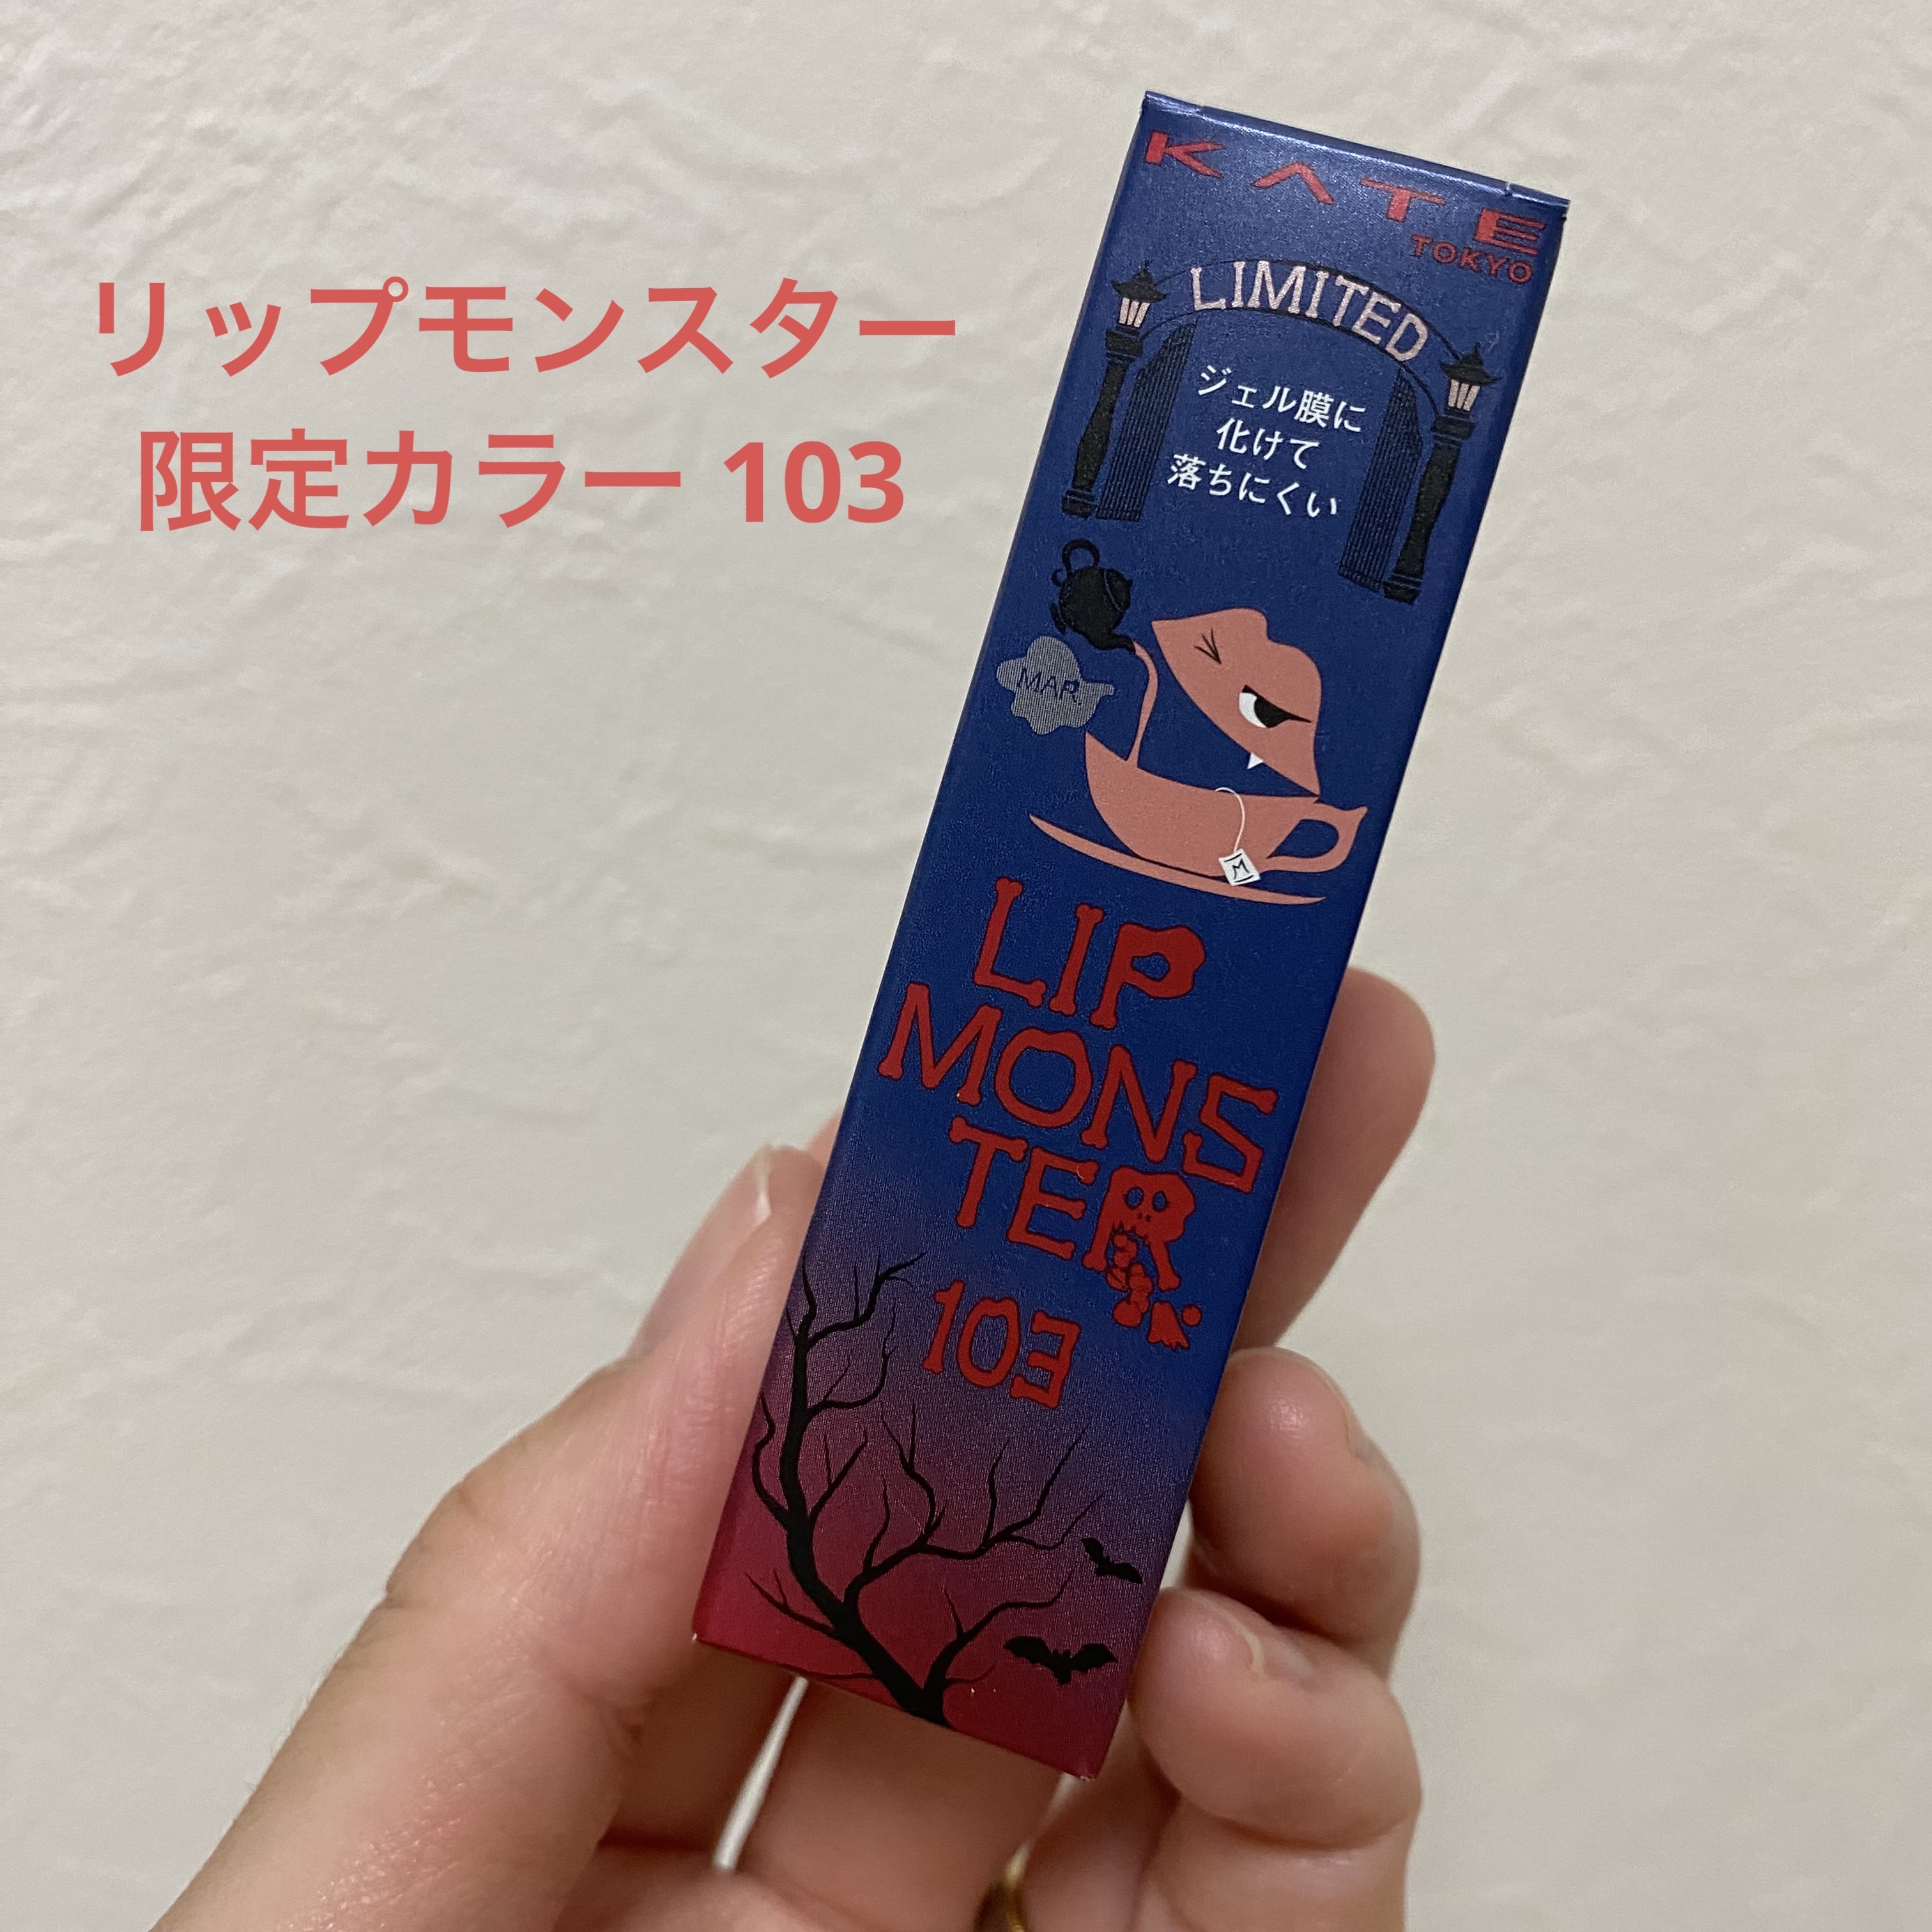 リップモンスター
限定カラー 103
KATE
TOKYO
LIMITED
ジェル膜に
化けて
落ちにくい
MAR.
M
LIP
MONS
TER
103